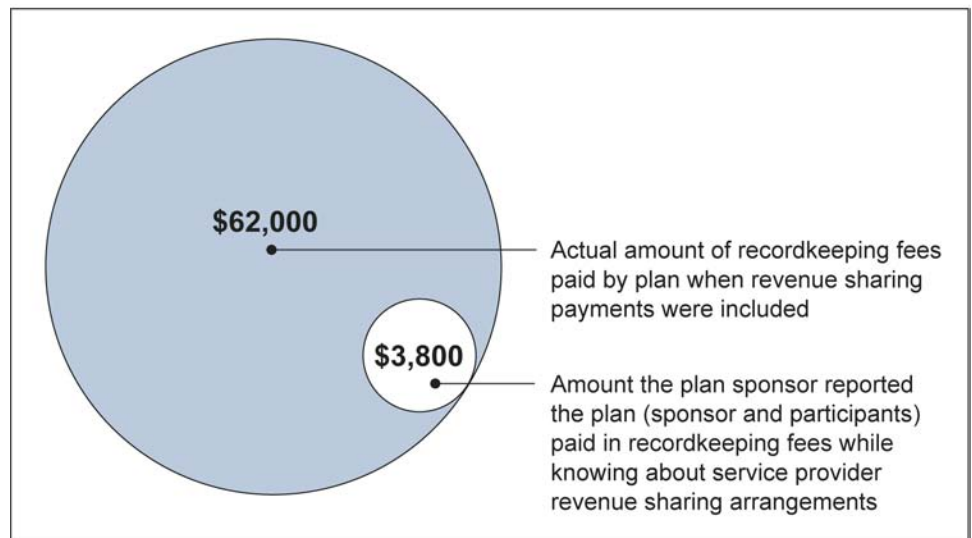 $62,000
Actual amount of recordkeeping fees
paid by plan when revenue sharing
payments were included
$3,800
Amount the plan sponsor reported
the plan (sponsor and participants)
paid in recordkeeping fees while
knowing about service provider
revenue sharing arrangements